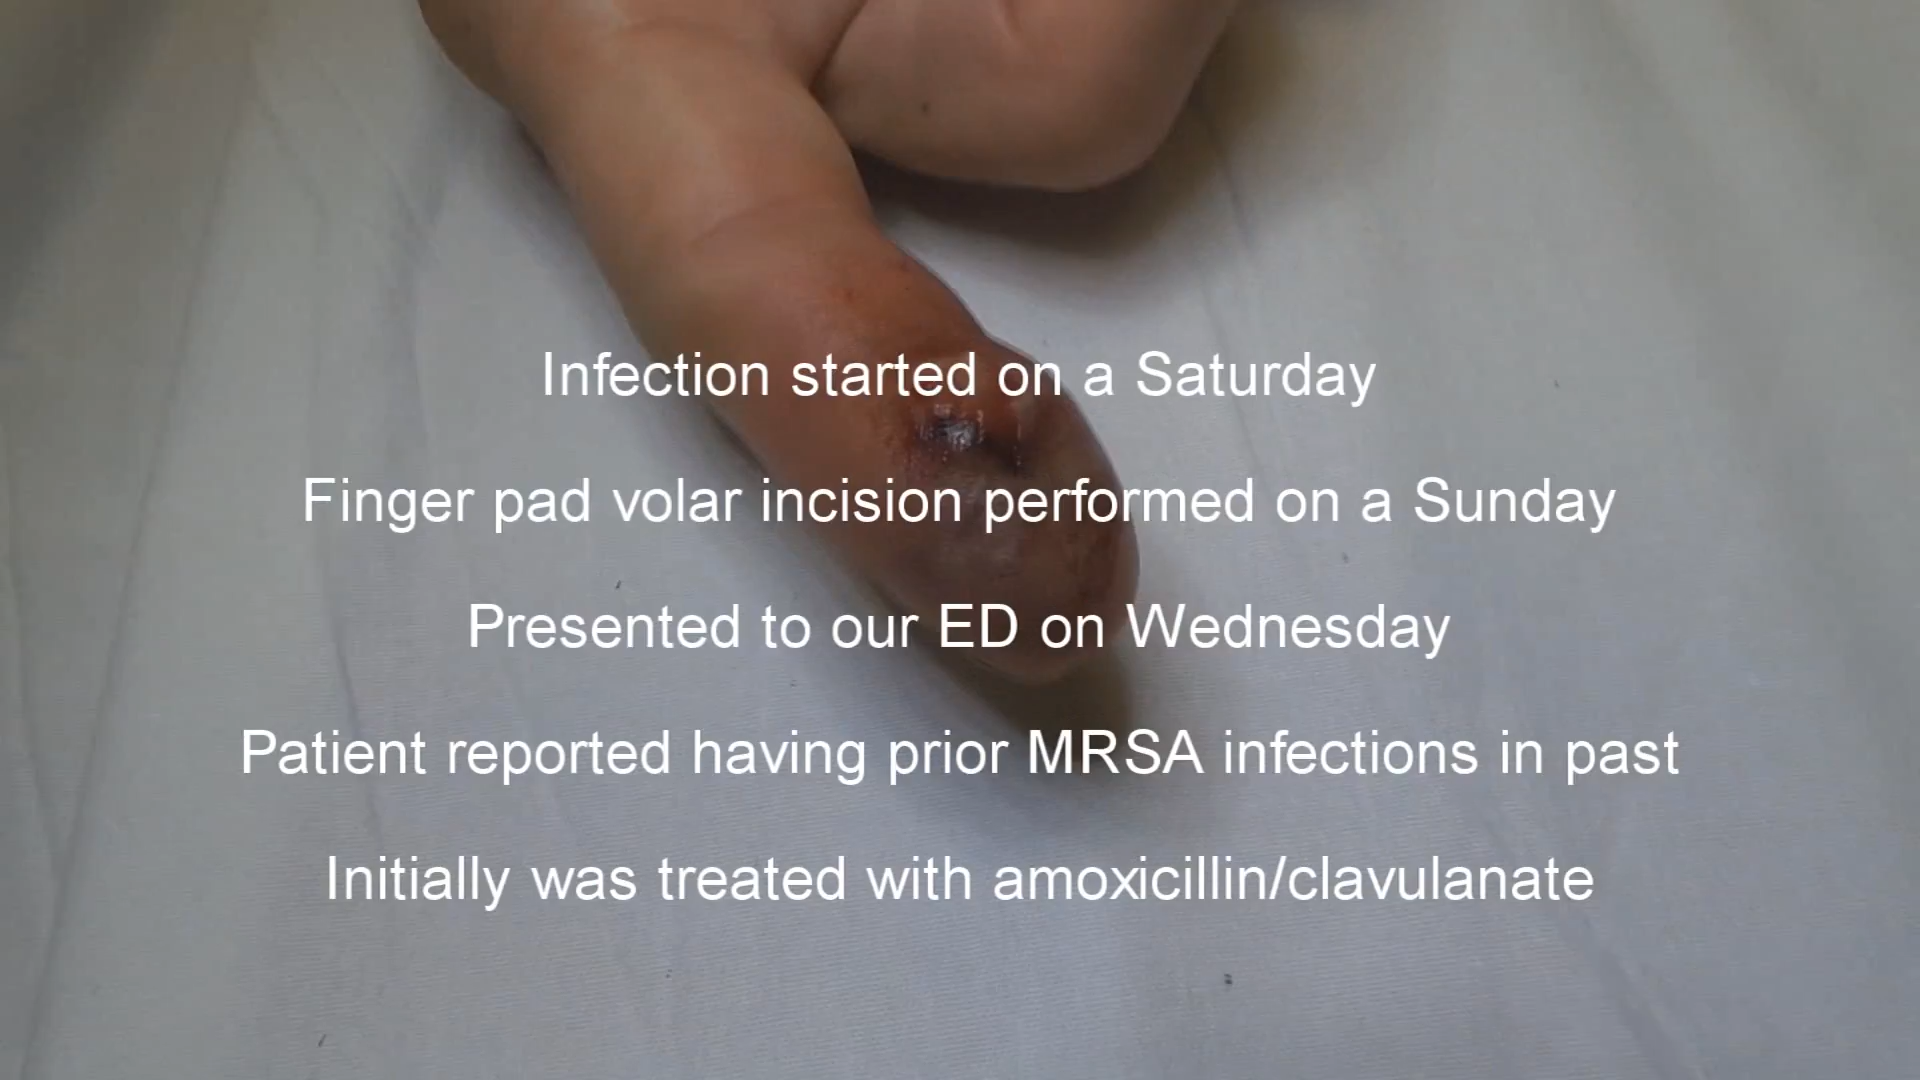 Infection started on a Saturday
Finger pad volar incision performed on a Sunday
Presented to our ED on Wednesday
Patient reported having prior MRSA infections in past
Initially was treated with amoxicillin/clavulanate